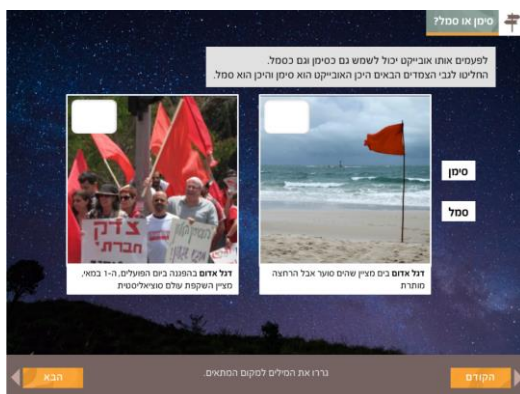 סימן או סמל?
לפעמים אותו אובייקט יכול לשמש גם כסימן וגם כסמל.
החליטו לגבי הצמדים הבאים היכן האובייקט הוא סימן והיכן הוא סמל.
סימן
סמל
דגל אדום בים מציין שהים סוער אבל הרחצה
מותרת
צדק
חברתי
דגל אדום בהפגנה ביום הפועלים, ה-1 במאי,
מציין השקפת עולם סוציאליסטית
הקודם
גררו את המילים למקום המתאים.
הבא